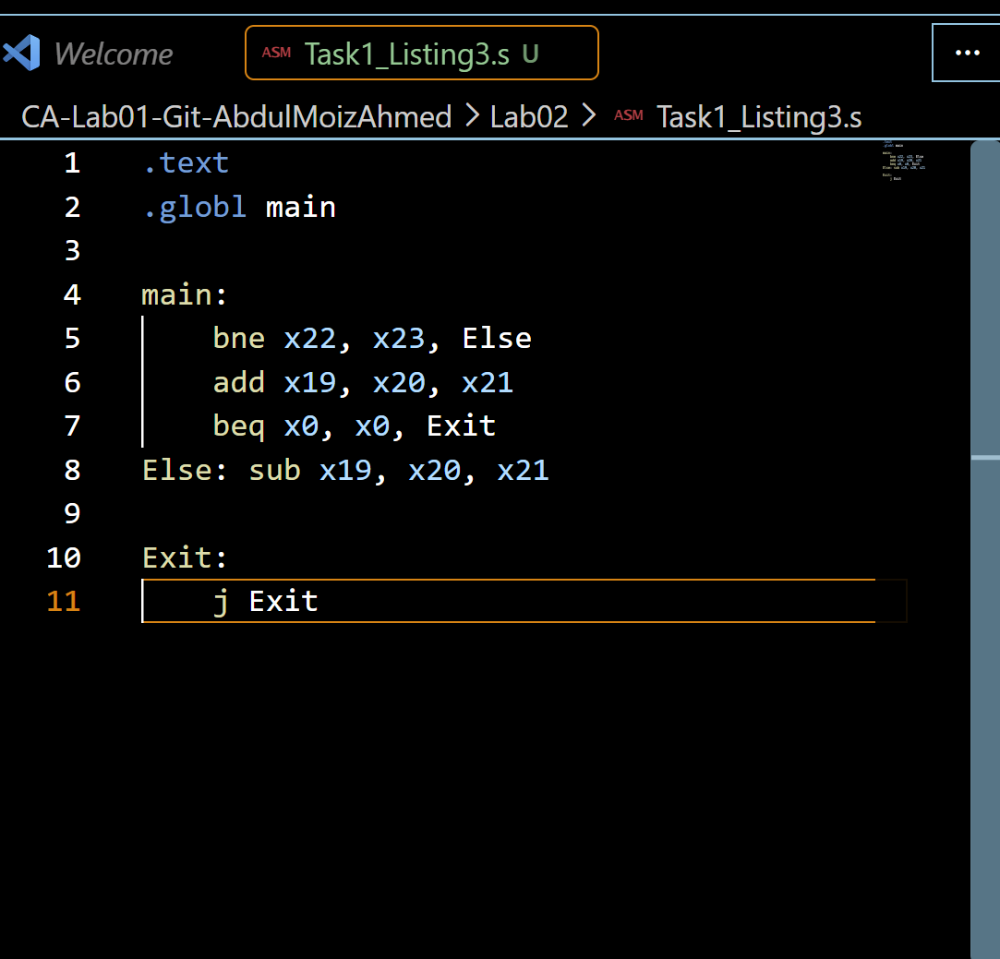 Welcome
ASM Task1_Listing3.s U
...
CA-Lab01-Git-AbdulMoizAhmed > Lab02 > ASM Task1_Listing3.s
1 .text
2 .globl main
3
4 main:
5     bne x22, x23, Else
6     add x19, x20, x21
7     beq x0, x0, Exit
8 Else: sub x19, x20, x21
9
10 Exit:
11     j Exit